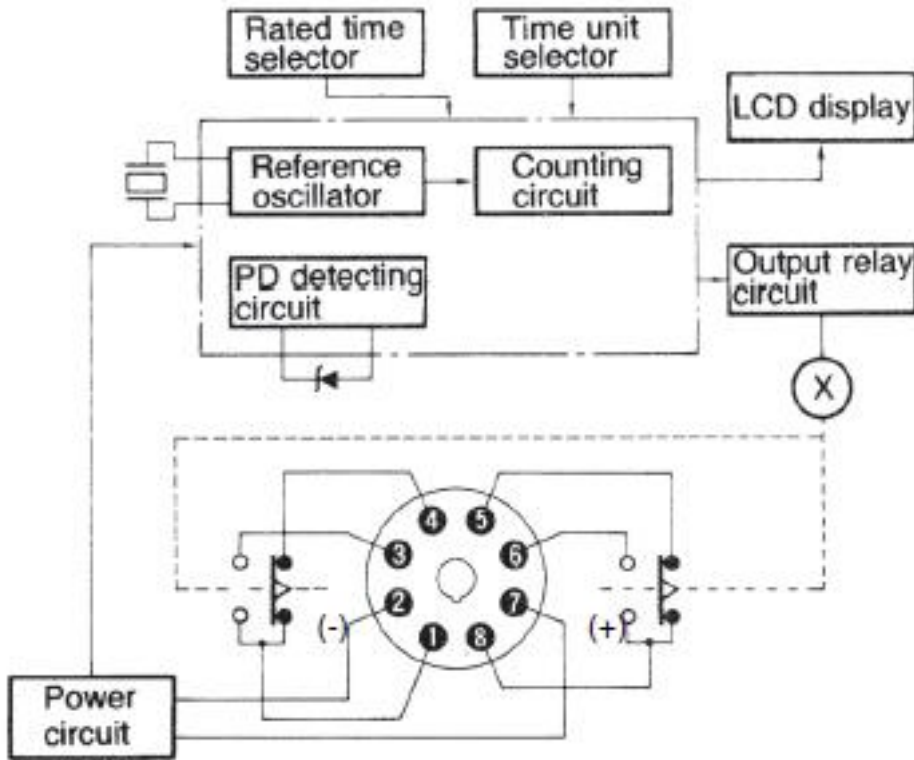 Rated time
selector
Time unit
selector
LCD display
Reference
oscillator
Counting
circuit
PD detecting
circuit
Output relay
circuit
X
4
5
3
6
2
7
(-)
(+)
1
8
Power
circuit